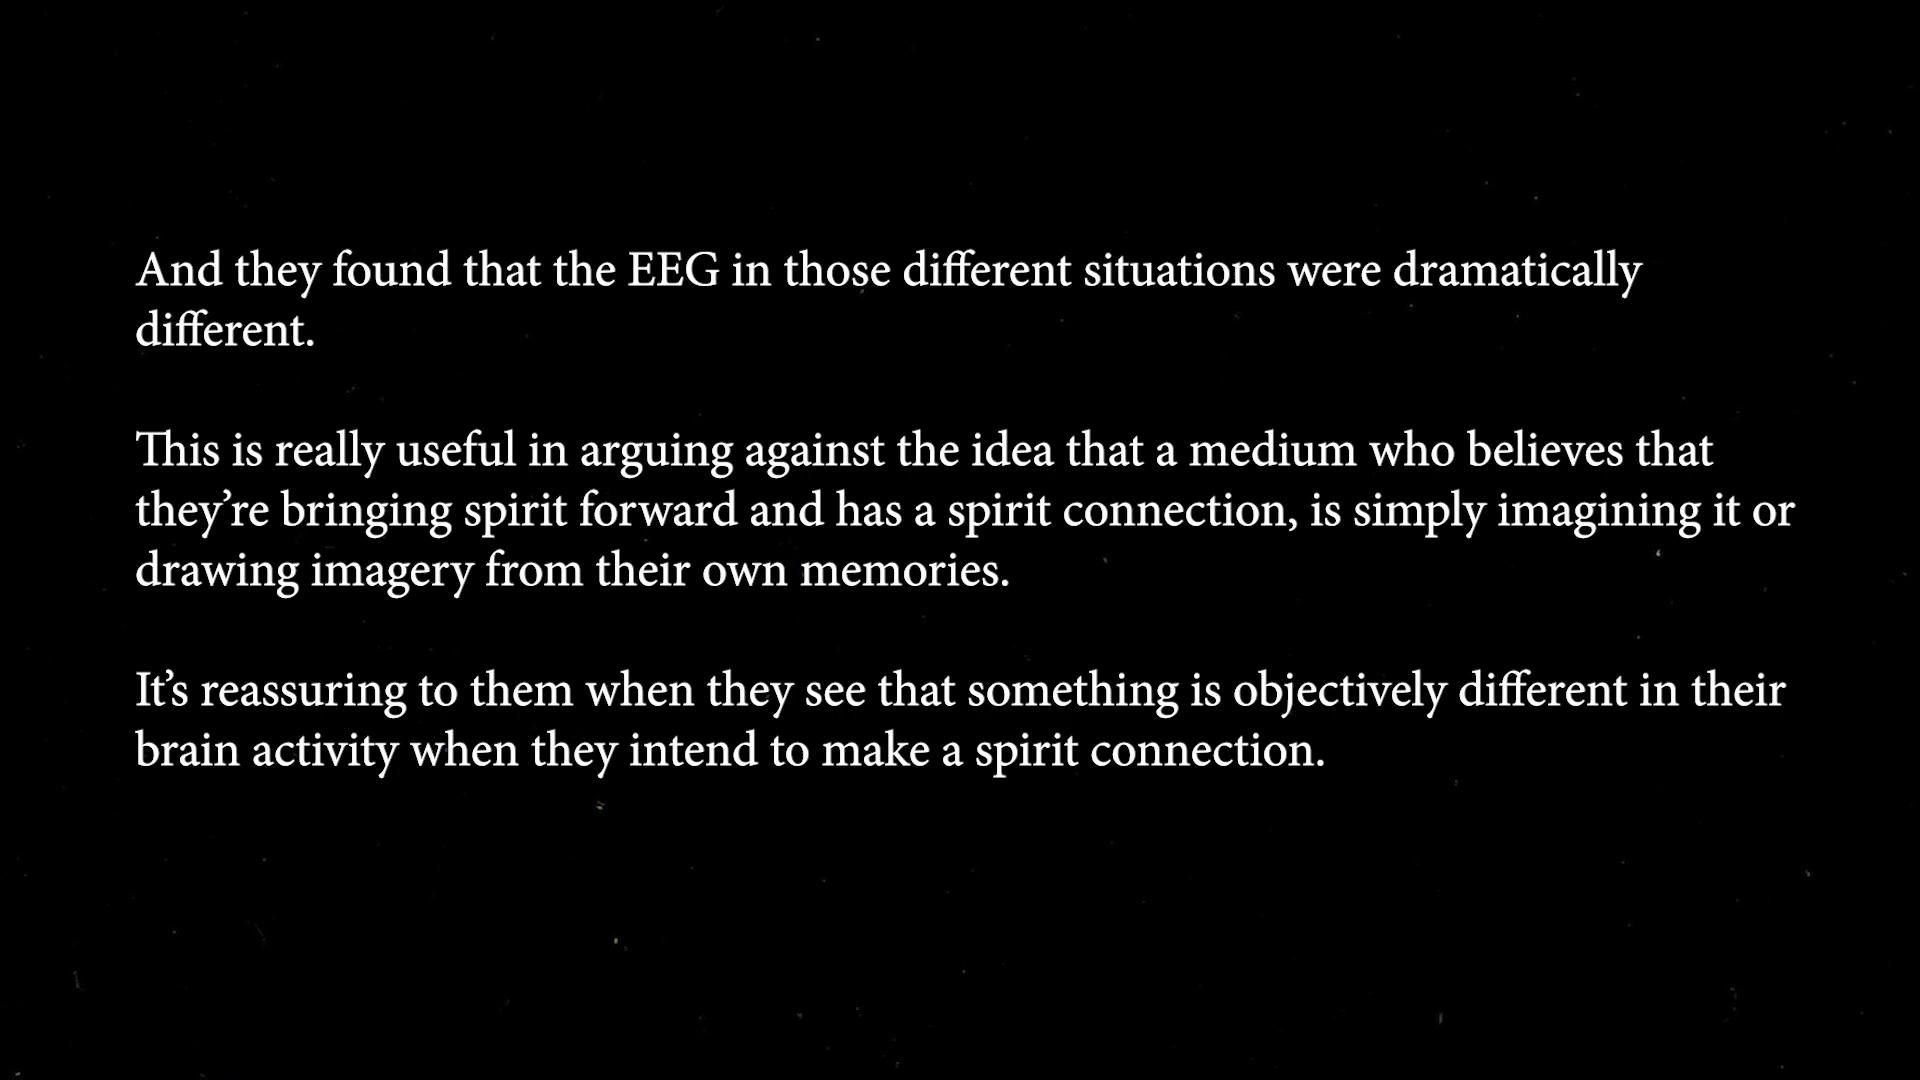 And they found that the EEG in those different situations were dramatically
different.
This is really useful in arguing against the idea that a medium who believes that
they’re bringing spirit forward and has a spirit connection, is simply imagining it or
drawing imagery from their own memories.
It’s reassuring to them when they see that something is objectively different in their
brain activity when they intend to make a spirit connection.